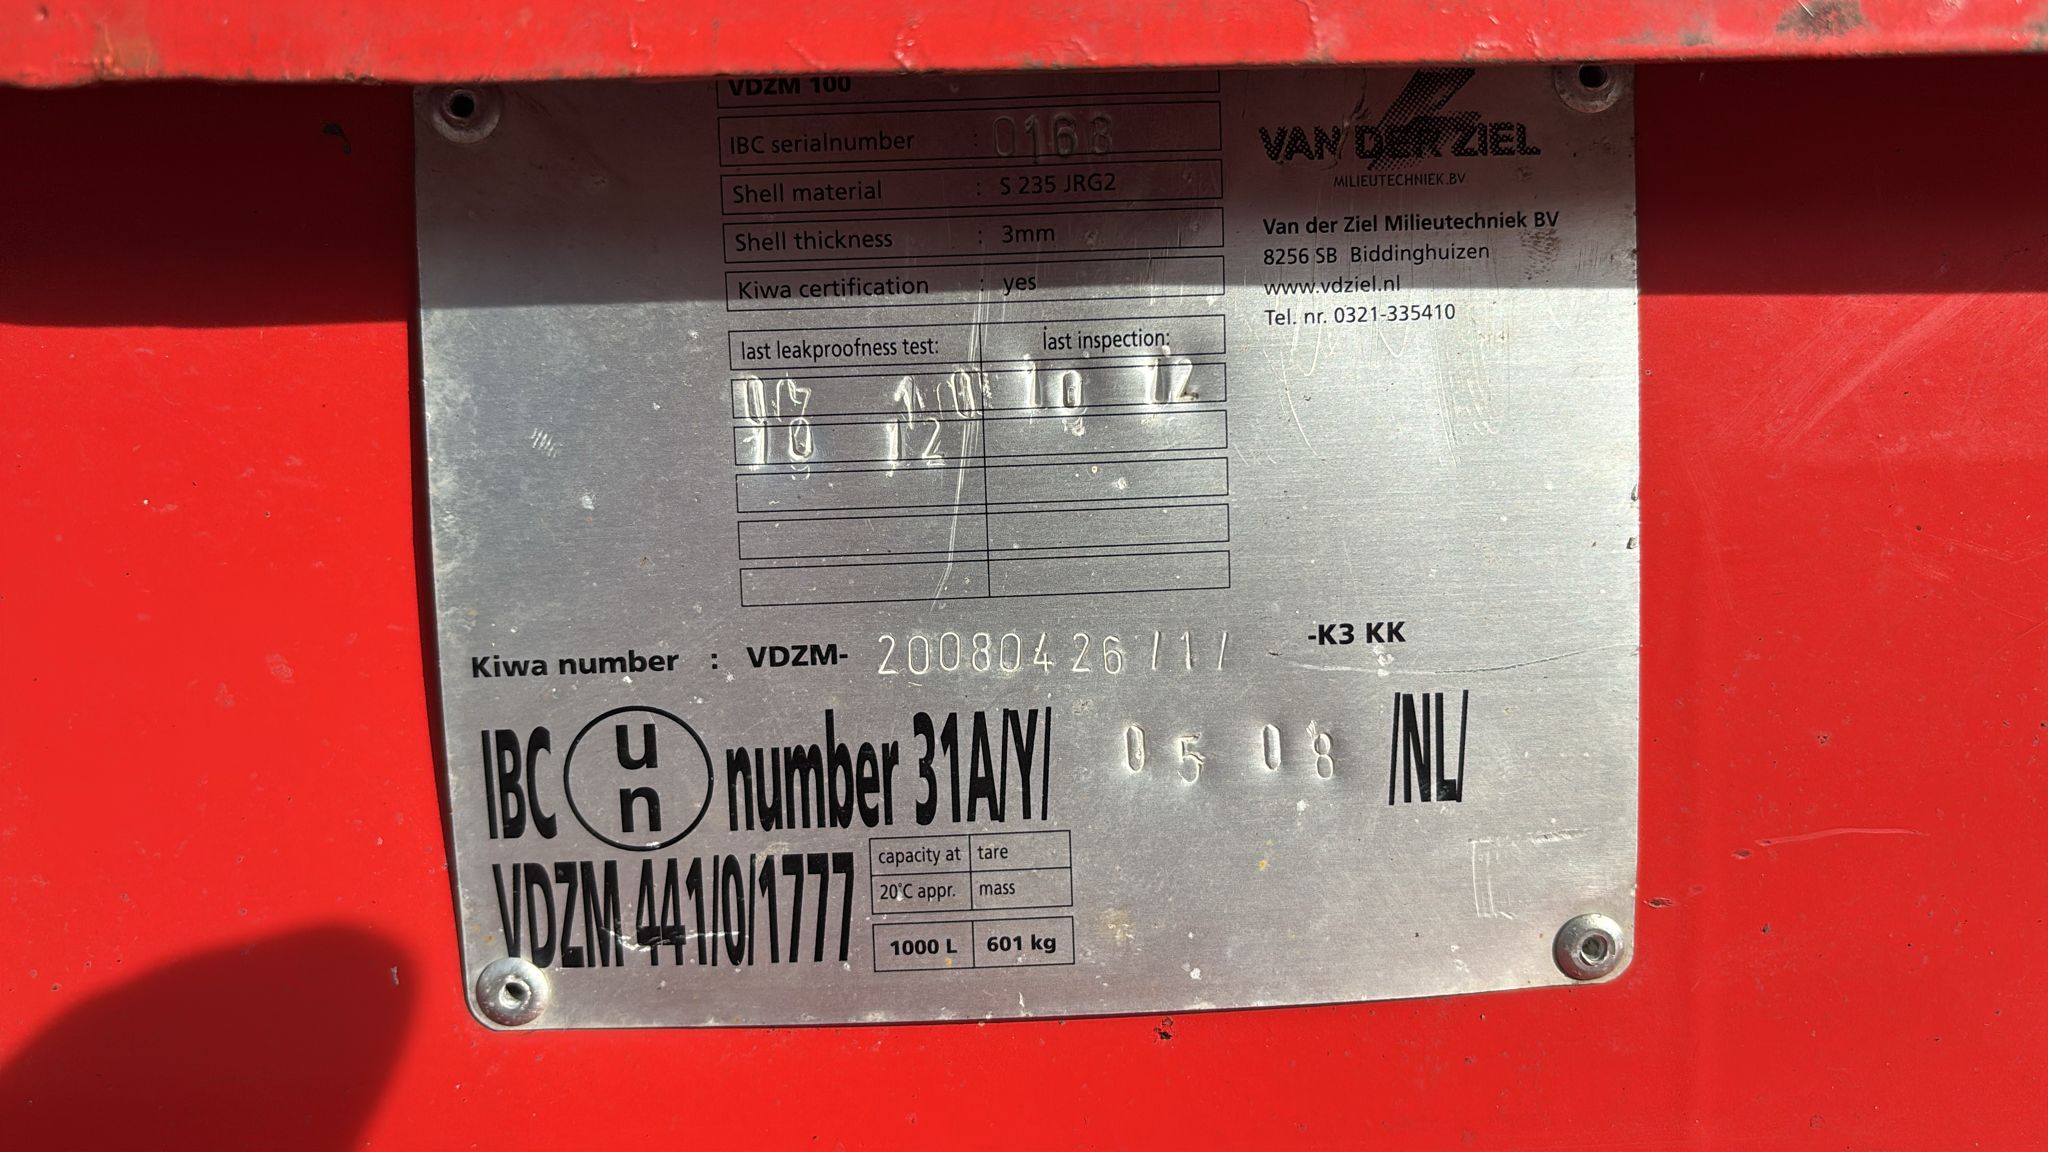 VDZM 100
IBC serialnumber : 0168
Shell material : S 235 JRG2
Shell thickness : 3mm
Kiwa certification : yes
last leakproofness test: last inspection:
10 12
10 12
VAN DER ZIEL
MILIEUTECHNIEK.BV
Van der Ziel Milieutechniek BV
8256 SB Biddinghuizen
www.vdziel.nl
Tel. nr. 0321-335410
Kiwa number : VDZM- 20080426 /1/ -K3 KK
IBC un number 31A/Y/ 05 08 /NL/
VDZM 441/0/1777
capacity at tare
20°C appr. mass
1000 L 601 kg